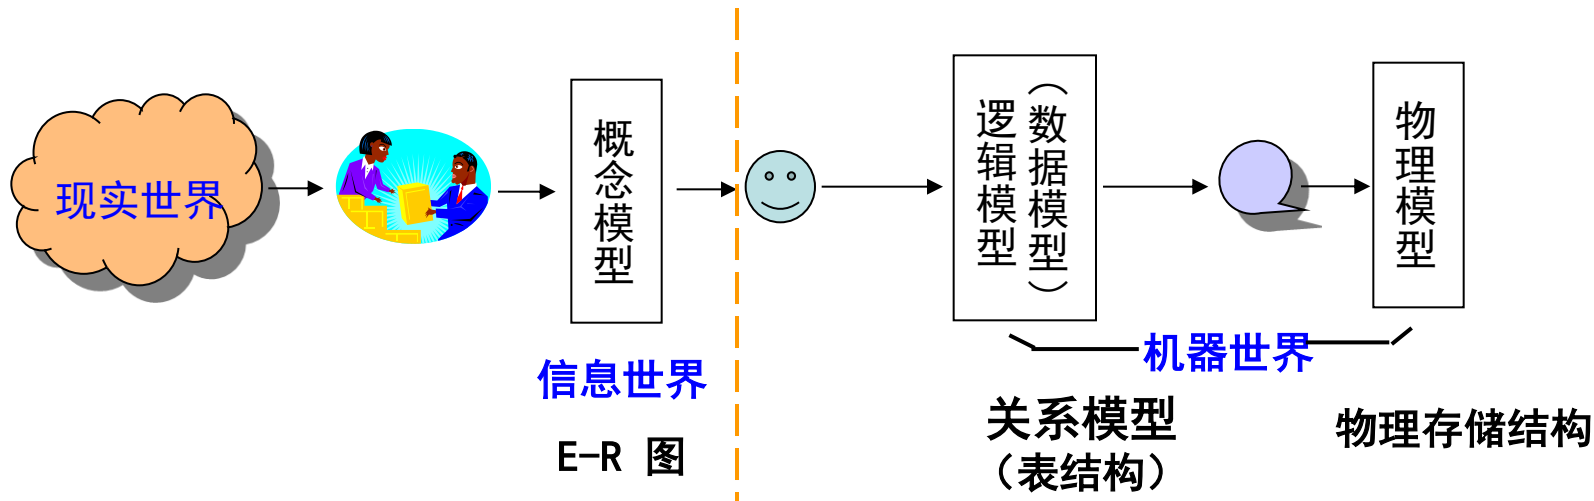 现实世界
概念模型
逻辑模型
（数据模型）
物理模型
信息世界
机器世界
E-R 图
关系模型
（表结构）
物理存储结构